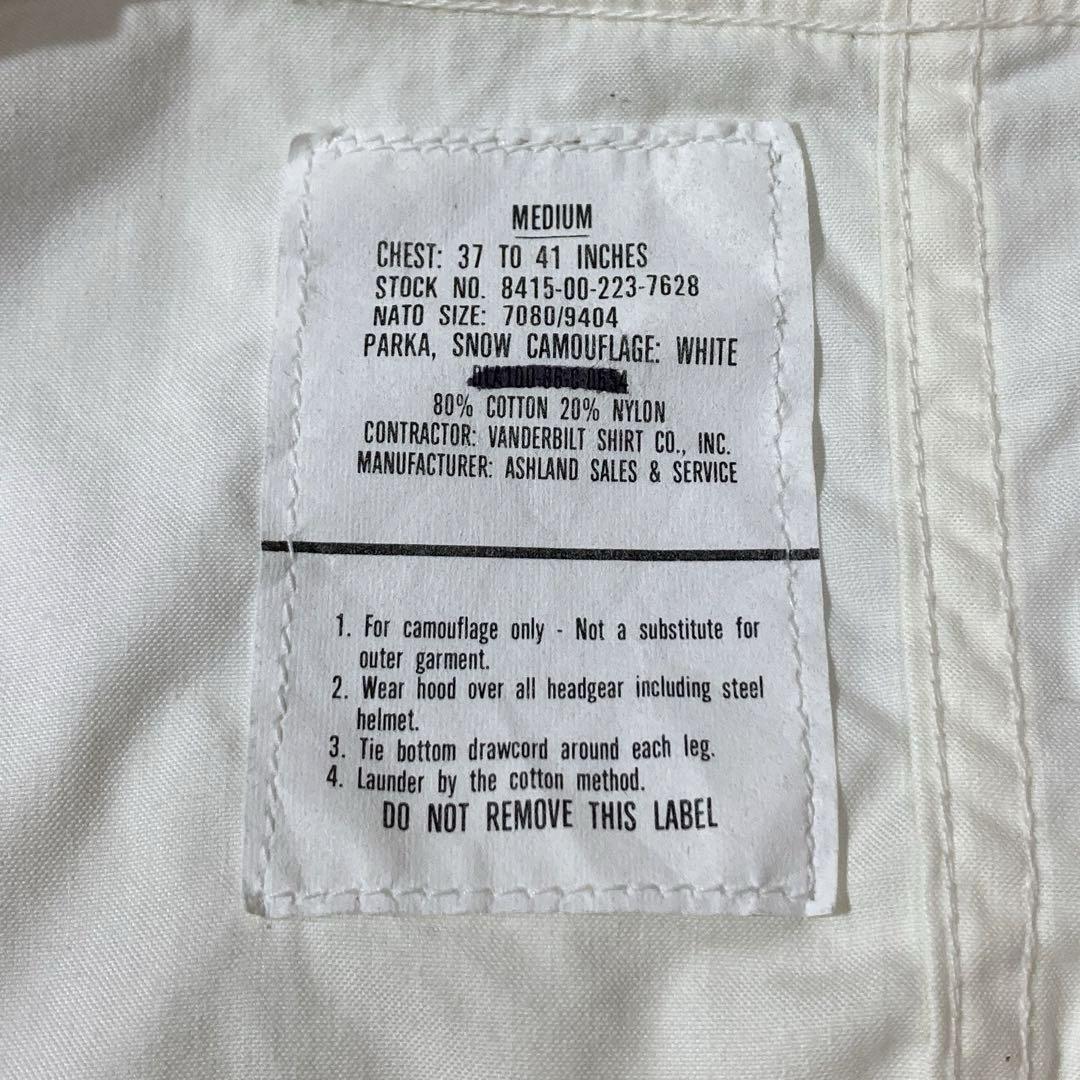 MEDIUM
CHEST: 37 TO 41 INCHES
STOCK NO. 8415-00-223-7628
NATO SIZE: 7080/9404
PARKA, SNOW CAMOUFLAGE: WHITE
80% COTTON 20% NYLON
CONTRACTOR: VANDERBILT SHIRT CO., INC.
MANUFACTURER: ASHLAND SALES & SERVICE
1. For camouflage only - Not a substitute for
outer garment.
2. Wear hood over all headgear including steel
helmet.
3. Tie bottom drawcord around each leg.
4. Launder by the cotton method.
DO NOT REMOVE THIS LABEL